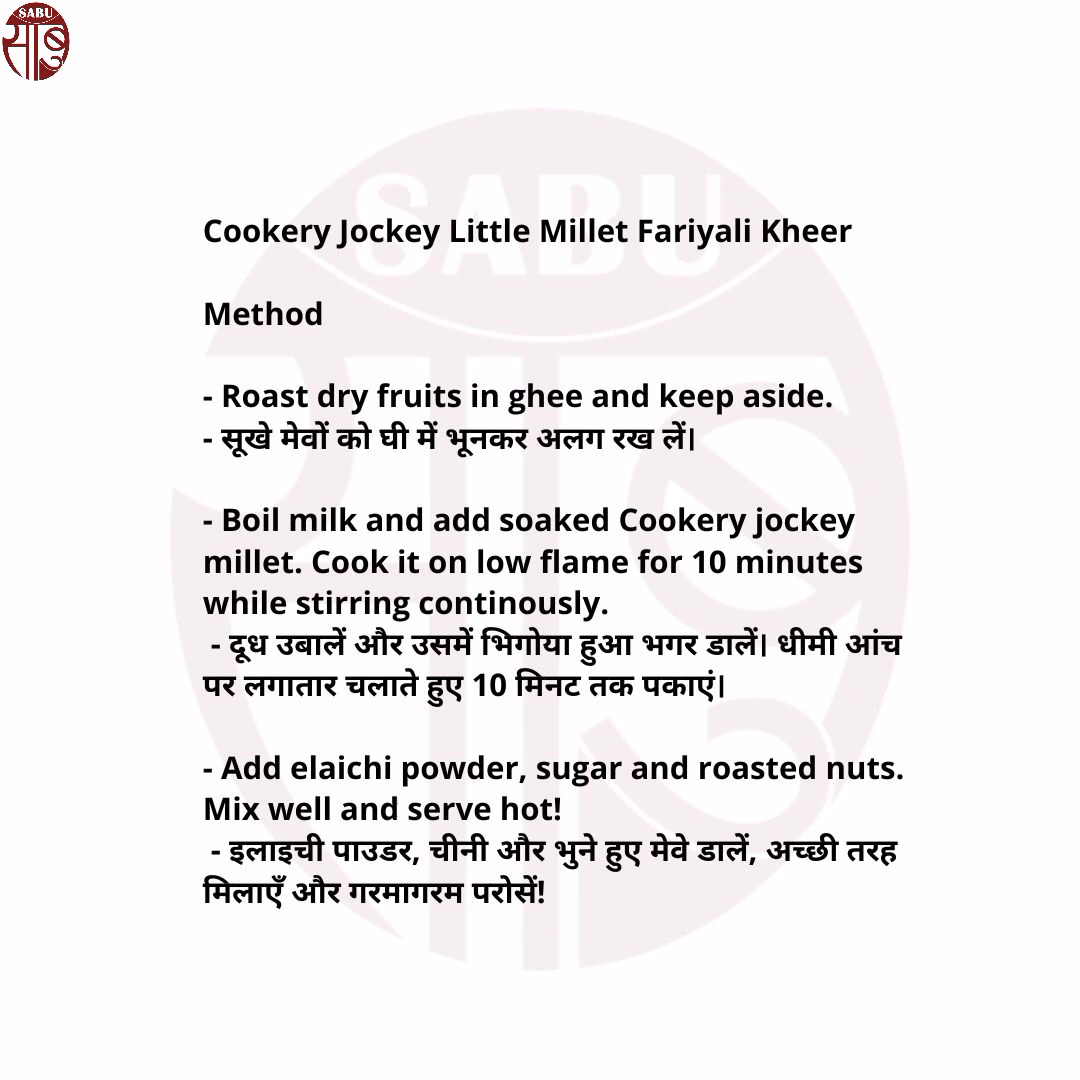 SABU
साबु
SABU
साबु
Cookery Jockey Little Millet Fariyali Kheer
Method
- Roast dry fruits in ghee and keep aside.
- सूखे मेवों को घी में भूनकर अलग रख लें।
- Boil milk and add soaked Cookery jockey
millet. Cook it on low flame for 10 minutes
while stirring continously.
- दूध उबालें और उसमें भिगोया हुआ भगर डालें। धीमी आंच
पर लगातार चलाते हुए 10 मिनट तक पकाएं।
- Add elaichi powder, sugar and roasted nuts.
Mix well and serve hot!
- इलाइची पाउडर, चीनी और भुने हुए मेवे डालें, अच्छी तरह
मिलाएँ और गरमागरम परोसें!